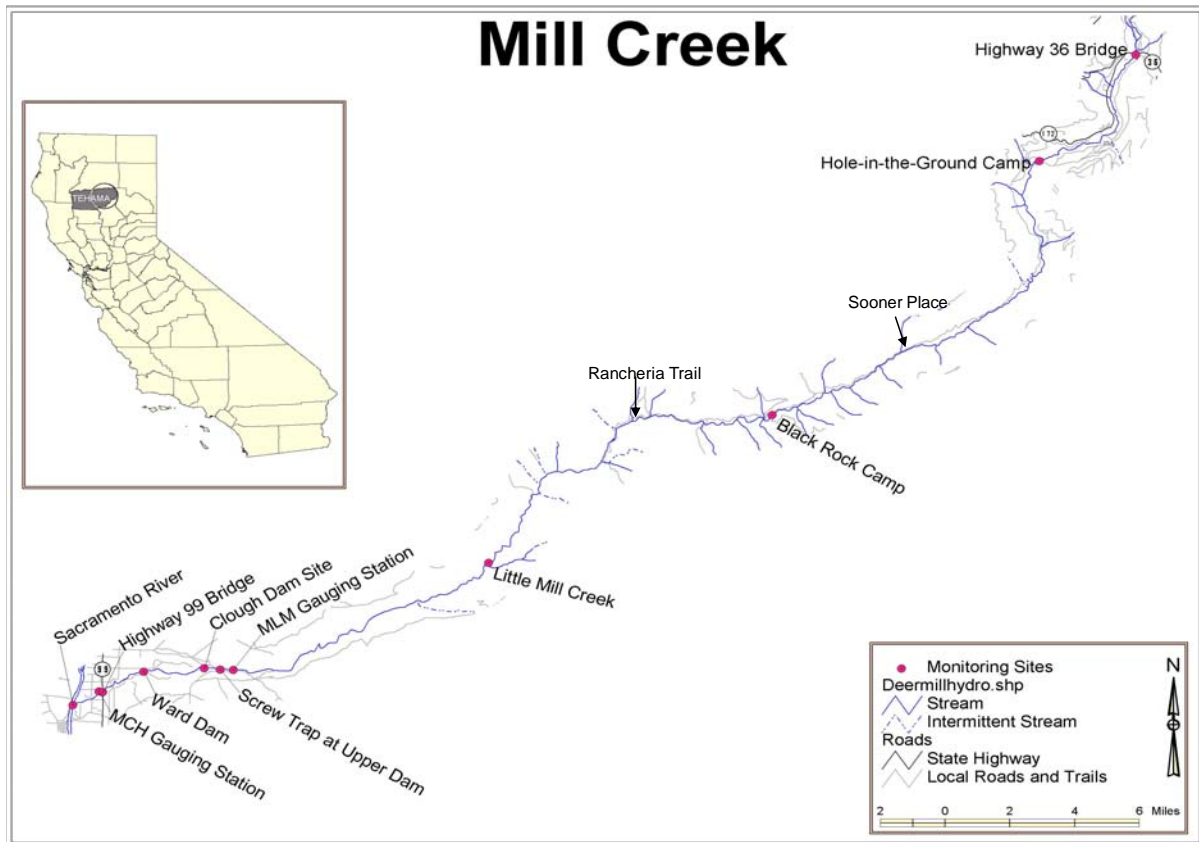 Mill Creek
Highway 36 Bridge
36
172
Hole-in-the-Ground Camp
TEHAMA
Sooner Place
Rancheria Trail
Black Rock Camp
Little Mill Creek
Sacramento River
Highway 99 Bridge
Clough Dam Site
MLM Gauging Station
99
MCH Gauging Station
Ward Dam
Screw Trap at Upper Dam
Monitoring Sites
Deermillhydro.shp
Stream
Intermittent Stream
Roads
State Highway
Local Roads and Trails
N
2 0 2 4 6 Miles